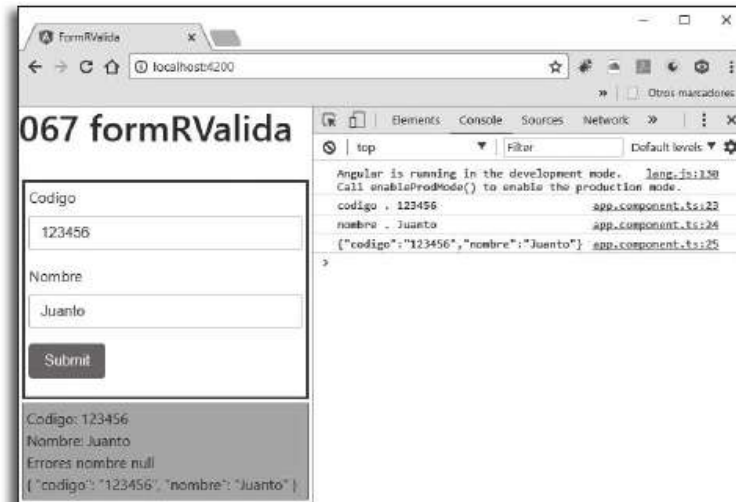 FormRValida
localhost:4200
Otros marcadores
067 formRValida
Codigo
123456
Nombre
Juanto
Submit
Codigo: 123456
Nombre: Juanto
Errores nombre null
{ "codigo": "123456", "nombre": "Juanto" }
Elements Console Sources Network
top Filter Default levels
Angular is running in the development mode. lang.js:130
Call enableProdMode() to enable the production mode.
codigo . 123456 app.component.ts:23
nombre . Juanto app.component.ts:24
{"codigo":"123456","nombre":"Juanto"} app.component.ts:25